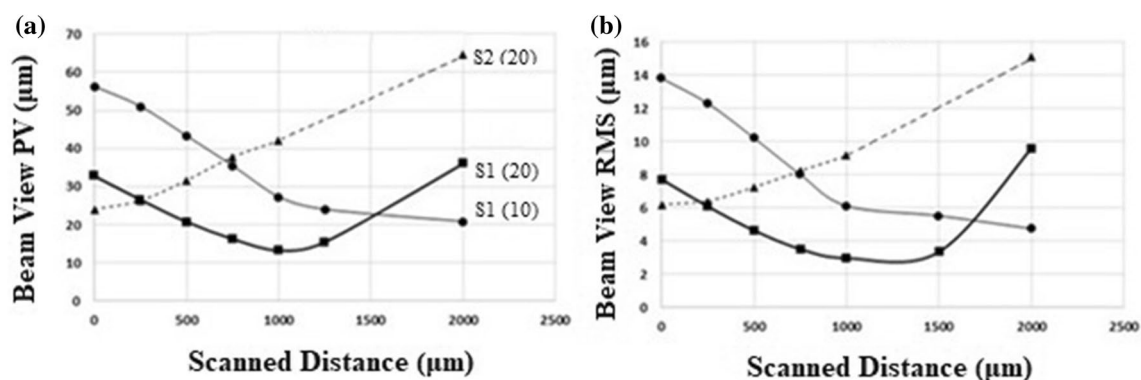 (a)
Beam View PV (μm)
70
60
50
40
30
20
10
0
0 500 1000 1500 2000 2500
Scanned Distance (μm)
S2 (20)
S1 (20)
S1 (10)
(b)
Beam View RMS (μm)
16
14
12
10
8
6
4
2
0
0 500 1000 1500 2000 2500
Scanned Distance (μm)